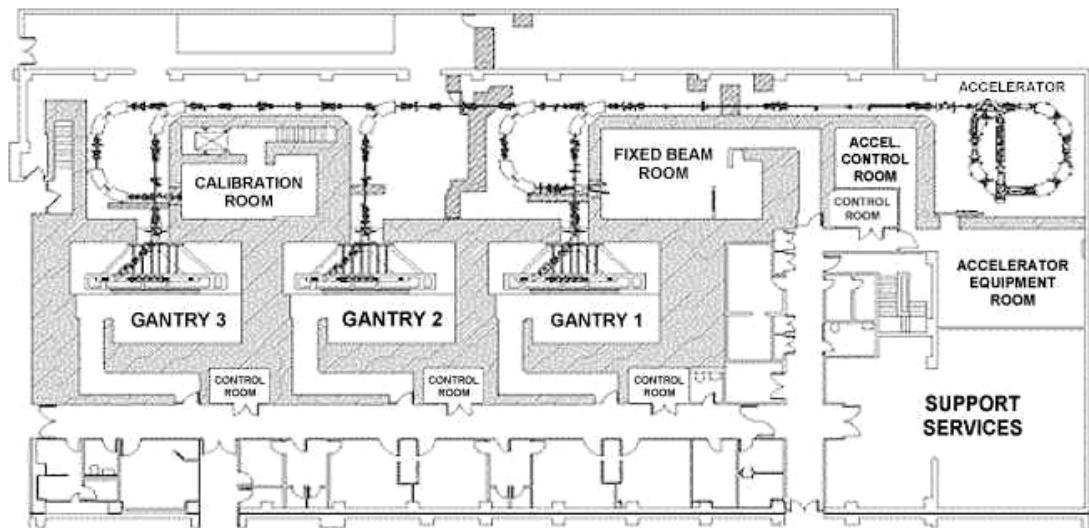 ACCELERATOR
FIXED BEAM
ROOM
ACCEL.
CONTROL
ROOM
CALIBRATION
ROOM
CONTROL
ROOM
ACCELERATOR
EQUIPMENT
ROOM
GANTRY 3
GANTRY 2
GANTRY 1
CONTROL
ROOM
CONTROL
ROOM
CONTROL
ROOM
SUPPORT
SERVICES